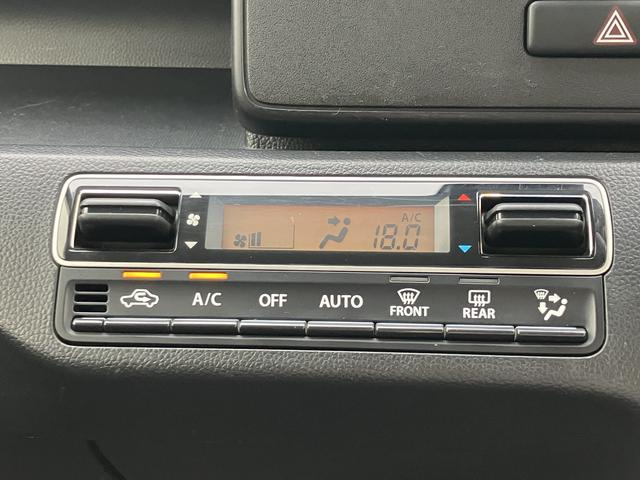 A/C
18.0
A/C OFF AUTO FRONT REAR